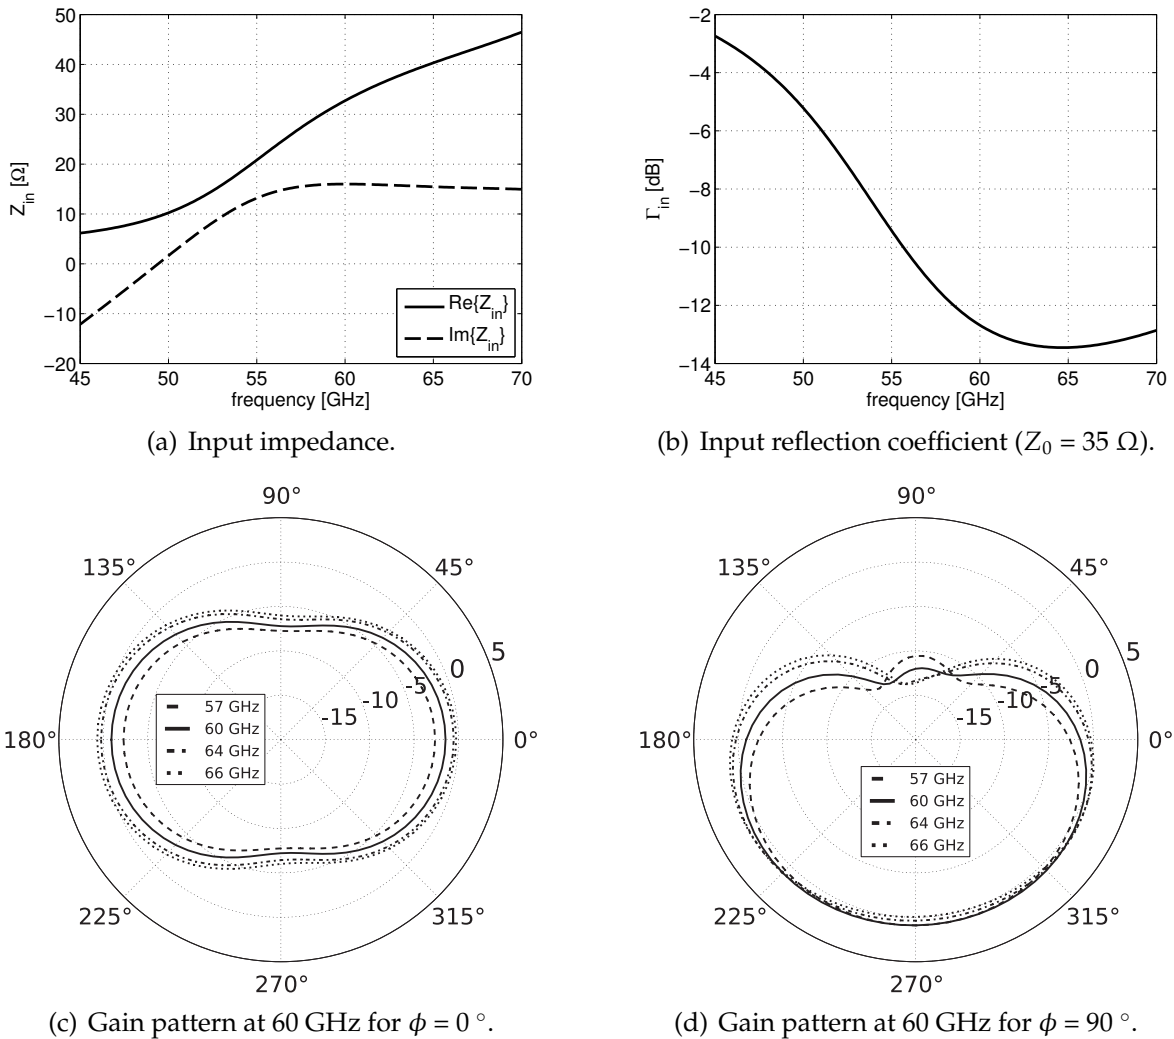 50
40
30
20
10
0
−10
−20
Z_in [Ω]
Re{Z_in}
Im{Z_in}
45 50 55 60 65 70
frequency [GHz]
(a) Input impedance.
−2
−4
−6
−8
−10
−12
−14
Γ_in [dB]
45 50 55 60 65 70
frequency [GHz]
(b) Input reflection coefficient (Z₀ = 35 Ω).
90°
135° 45°
5
0
-5
-10
-15
180° 0°
57 GHz
60 GHz
64 GHz
66 GHz
225° 315°
270°
(c) Gain pattern at 60 GHz for ϕ = 0 °.
90°
135° 45°
5
0
-5
-10
-15
180° 0°
57 GHz
60 GHz
64 GHz
66 GHz
225° 315°
270°
(d) Gain pattern at 60 GHz for ϕ = 90 °.